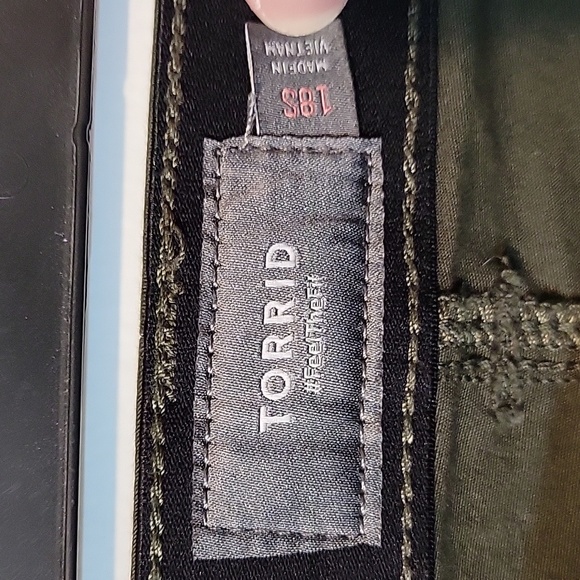 TORRID
#FeelTheFit
18S
MADE IN
VIETNAM